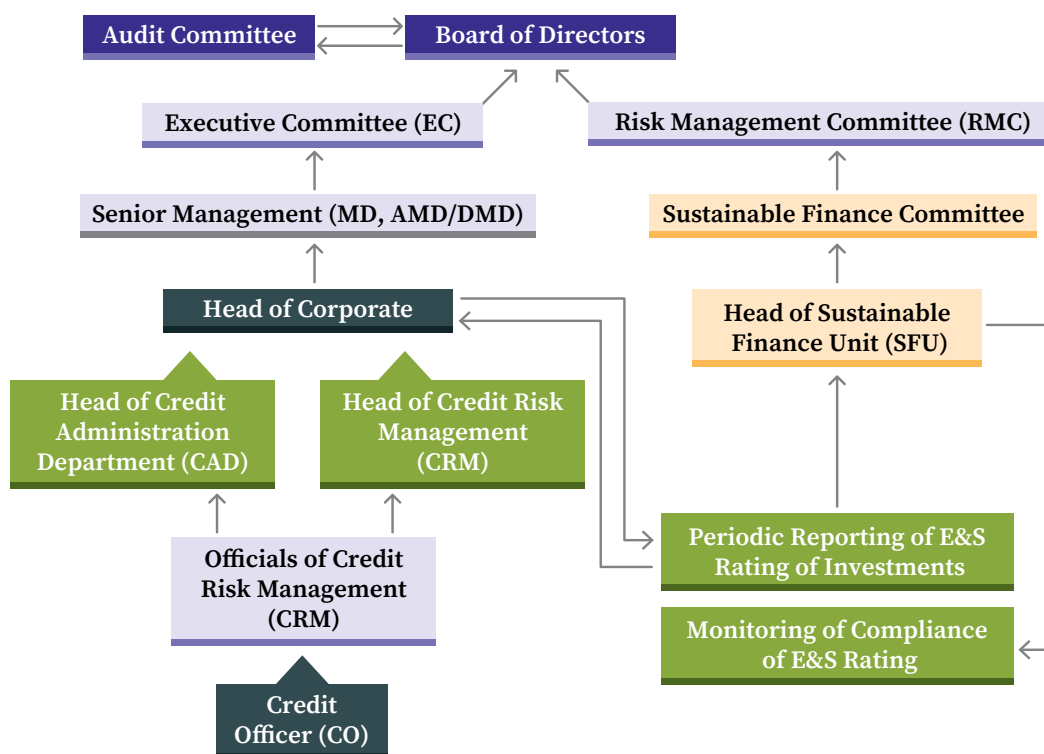 Audit Committee
Board of Directors
Executive Committee (EC)
Risk Management Committee (RMC)
Senior Management (MD, AMD/DMD)
Sustainable Finance Committee
Head of Corporate
Head of Sustainable
Finance Unit (SFU)
Head of Credit
Administration
Department (CAD)
Head of Credit Risk
Management
(CRM)
Officials of Credit
Risk Management
(CRM)
Periodic Reporting of E&S
Rating of Investments
Monitoring of Compliance
of E&S Rating
Credit
Officer (CO)